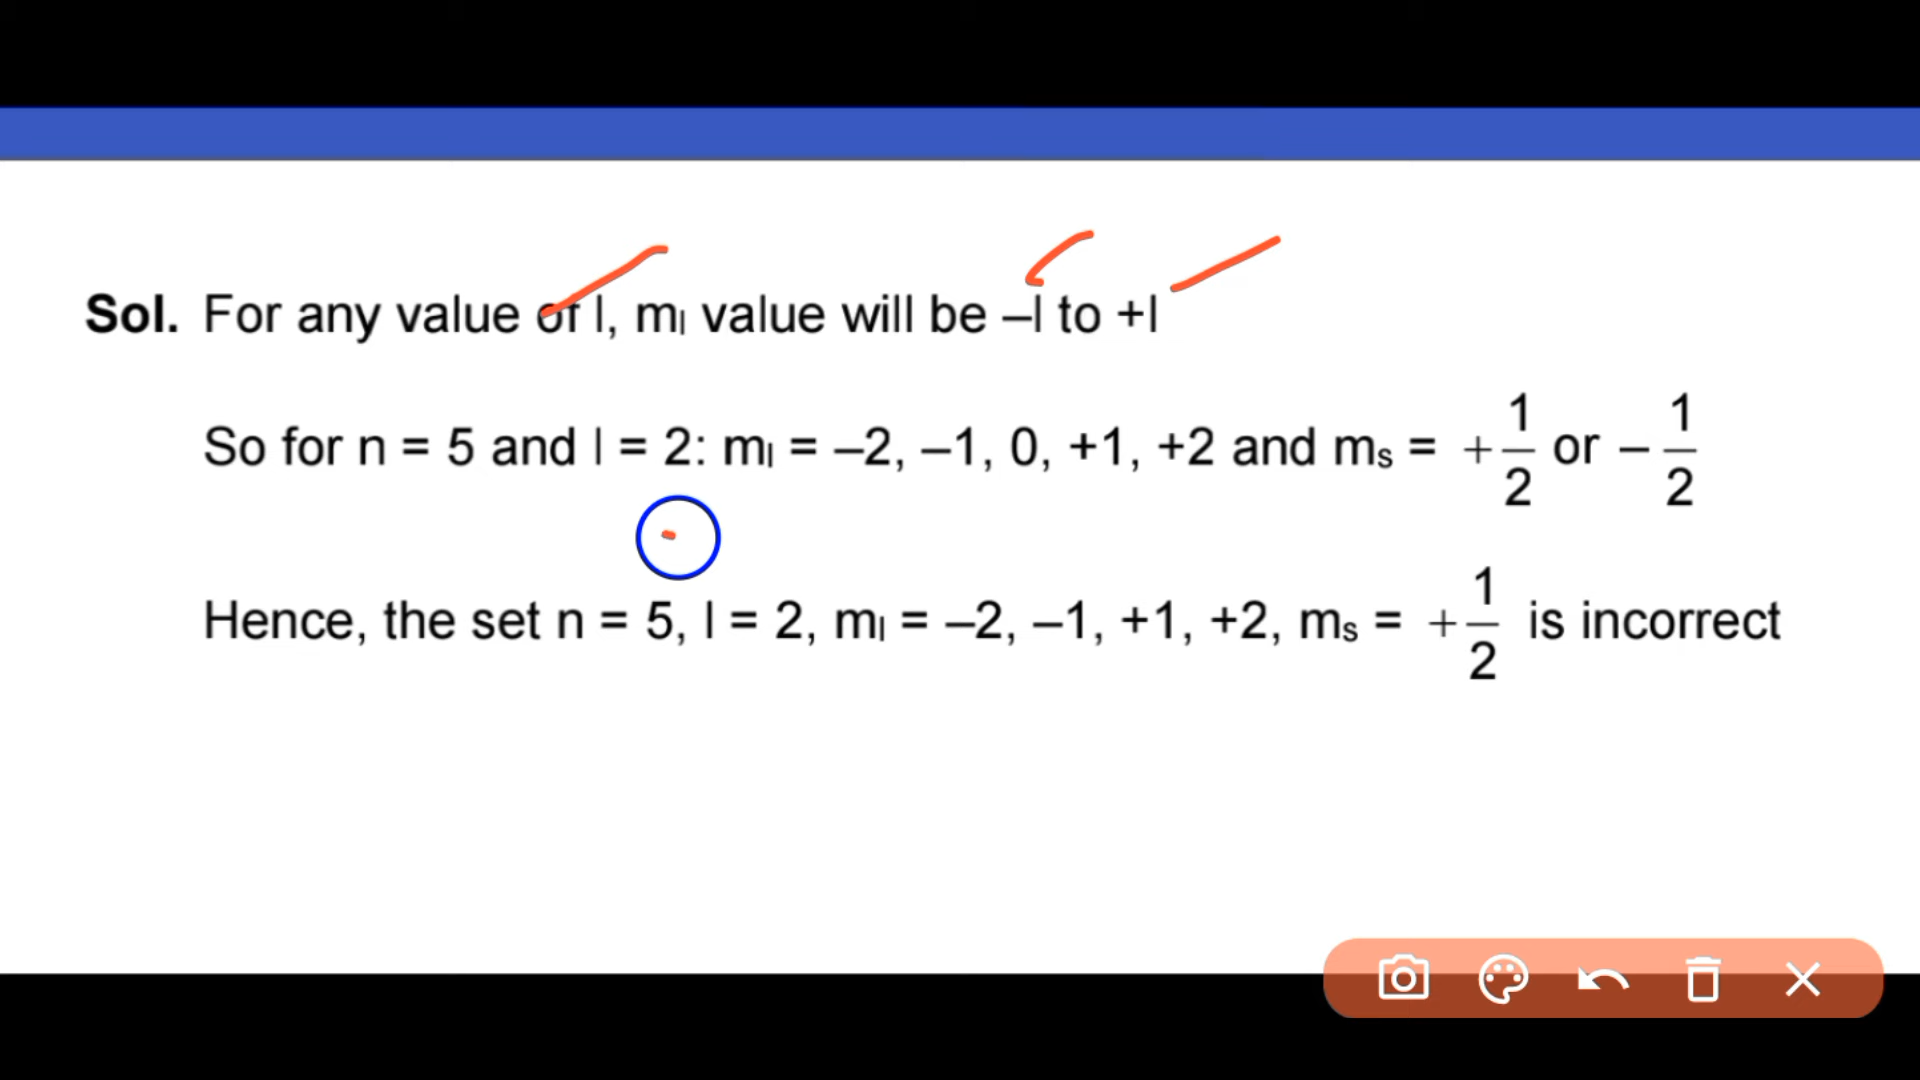 Sol. For any value of l, mₗ value will be –l to +l
So for n = 5 and l = 2: mₗ = –2, –1, 0, +1, +2 and mₛ = +1/2 or –1/2
Hence, the set n = 5, l = 2, mₗ = –2, –1, +1, +2, mₛ = +1/2 is incorrect